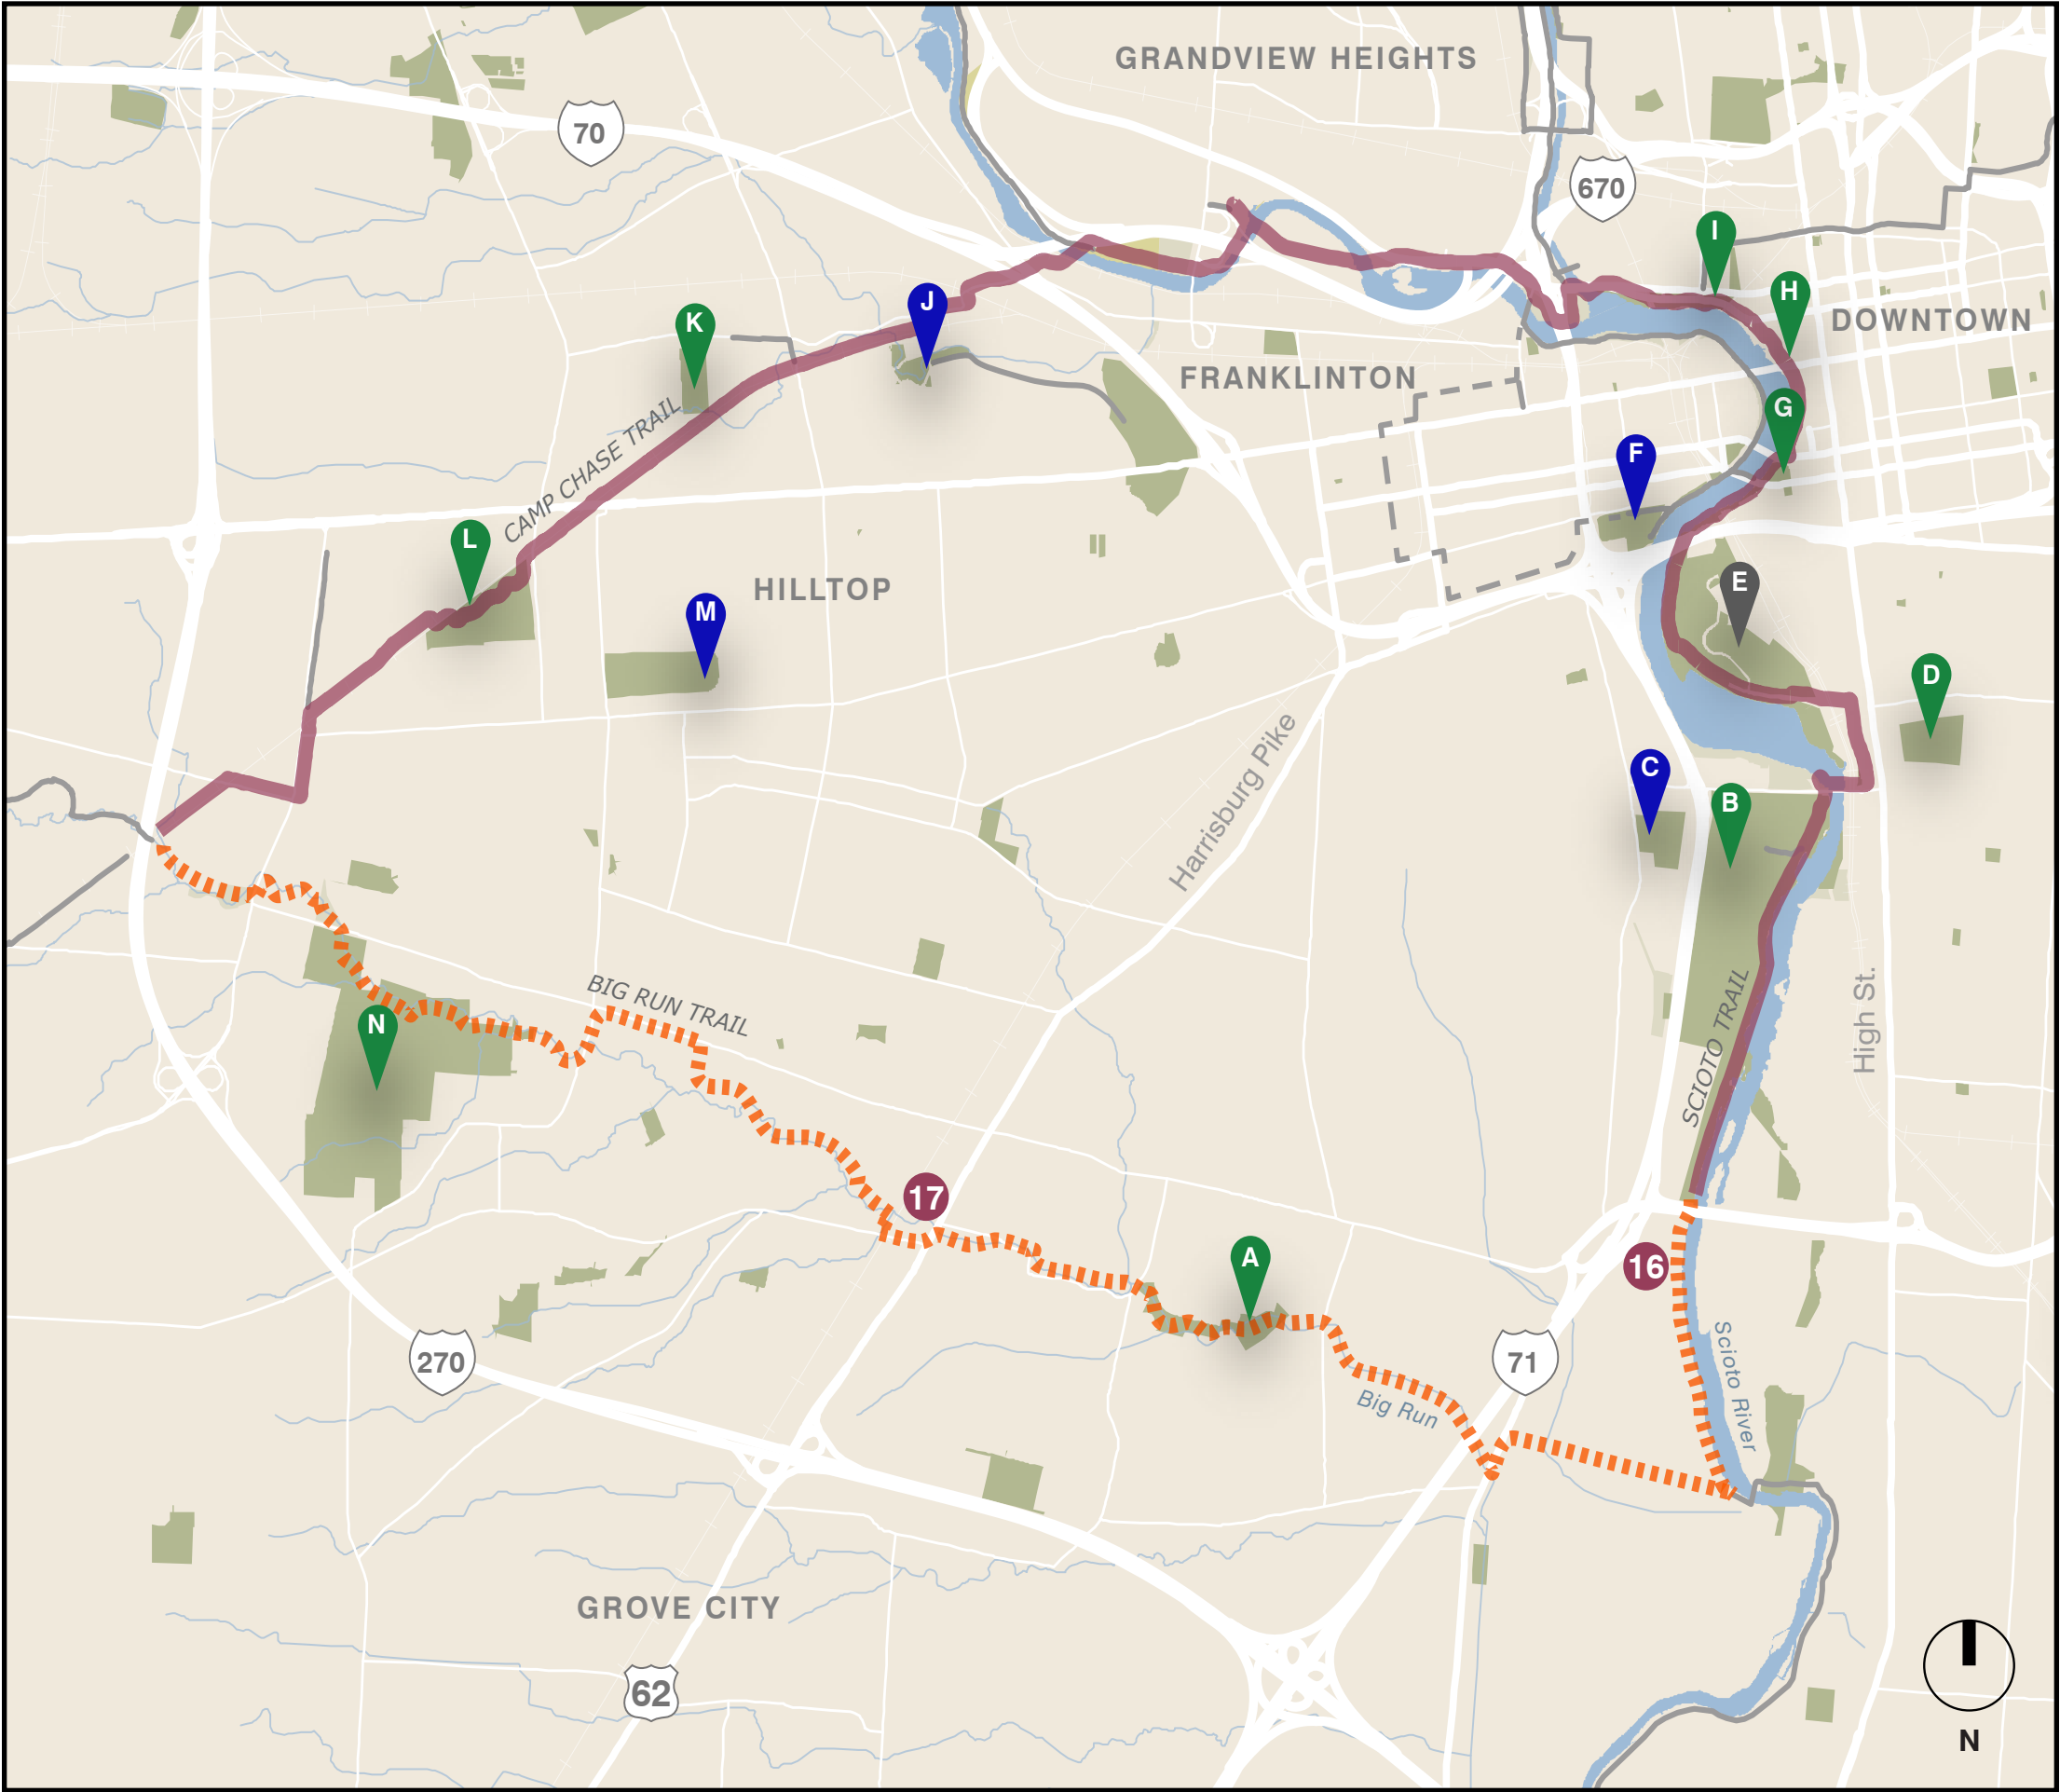 GRANDVIEW HEIGHTS
70
670
I
H
J
DOWNTOWN
K
FRANKLINTON
G
CAMP CHASE TRAIL
F
L
E
HILLTOP
M
D
Harrisburg Pike
C
B
BIG RUN TRAIL
N
SCIOTO TRAIL
High St.
17
A
16
270
71
Scioto River
Big Run
GROVE CITY
62
N